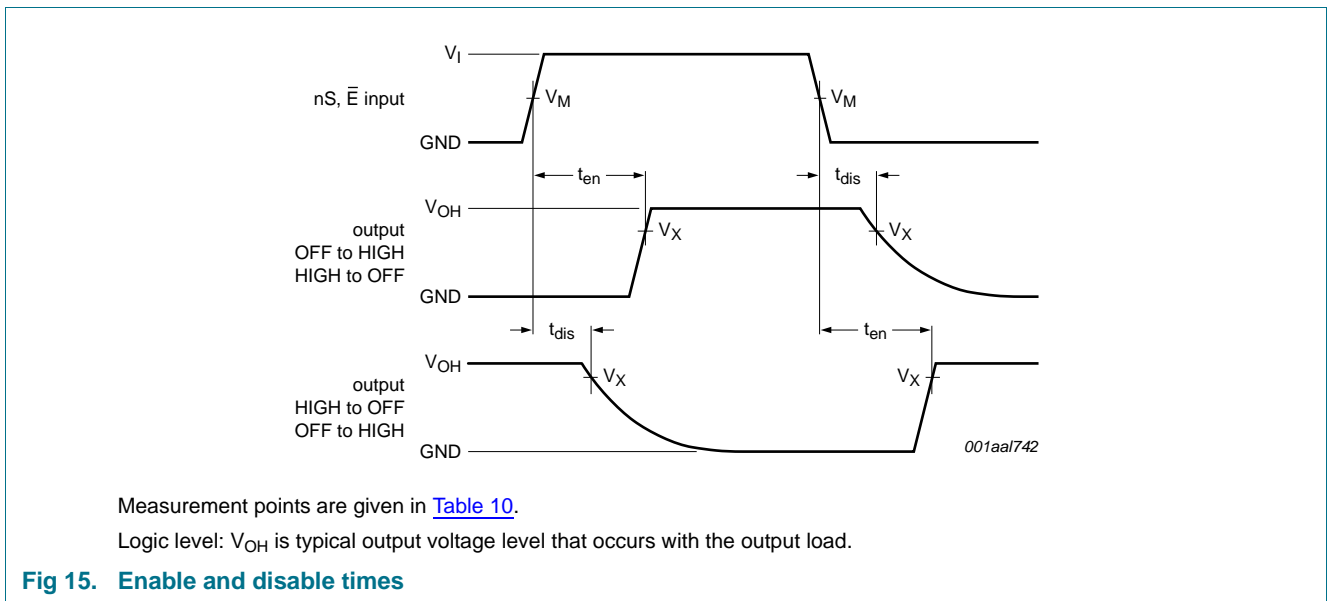 V_I
nS, E̅ input
V_M
V_M
GND
t_en
t_dis
V_OH
output
OFF to HIGH
HIGH to OFF
V_X
V_X
GND
t_dis
t_en
V_OH
output
HIGH to OFF
OFF to HIGH
V_X
V_X
GND
001aal742
Measurement points are given in Table 10.
Logic level: V_OH is typical output voltage level that occurs with the output load.
Fig 15. Enable and disable times